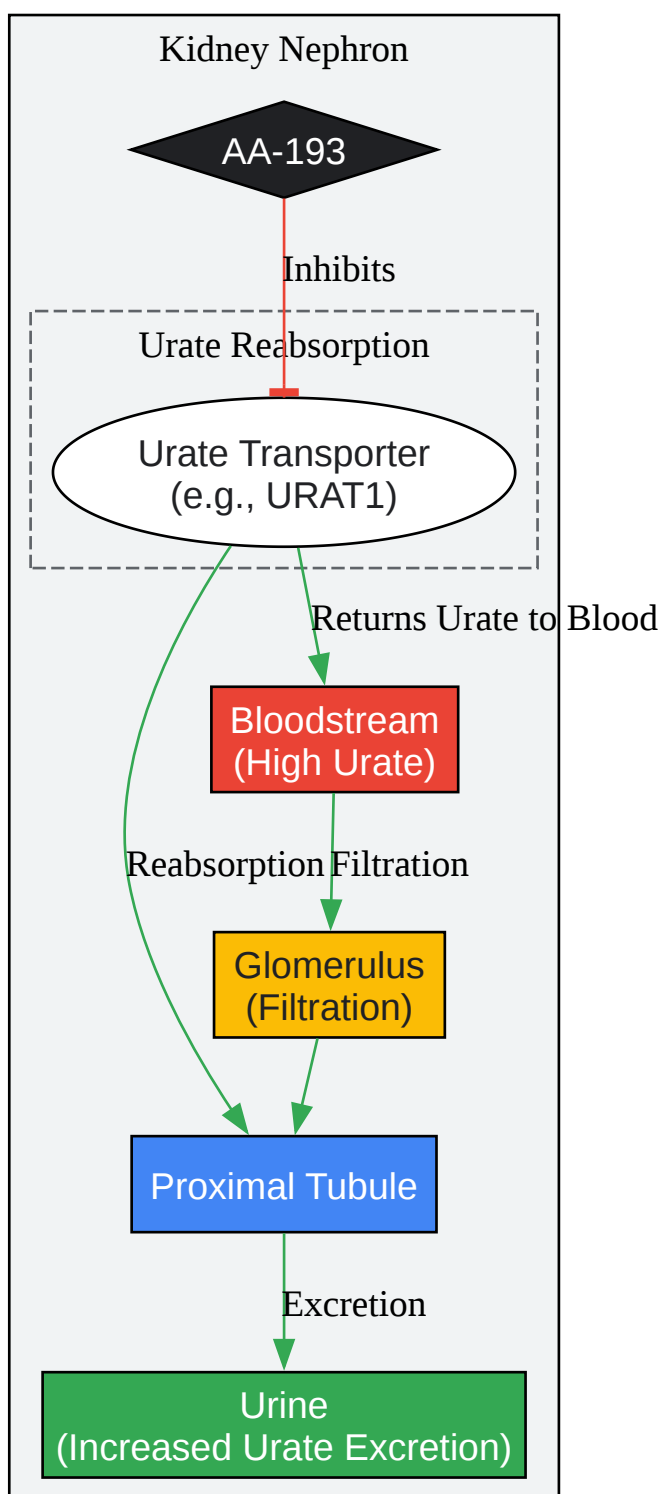 Kidney Nephron
AA-193
Inhibits
Urate Reabsorption
Urate Transporter
(e.g., URAT1)
Returns Urate to Blood
Bloodstream
(High Urate)
Reabsorption
Filtration
Glomerulus
(Filtration)
Proximal Tubule
Excretion
Urine
(Increased Urate Excretion)